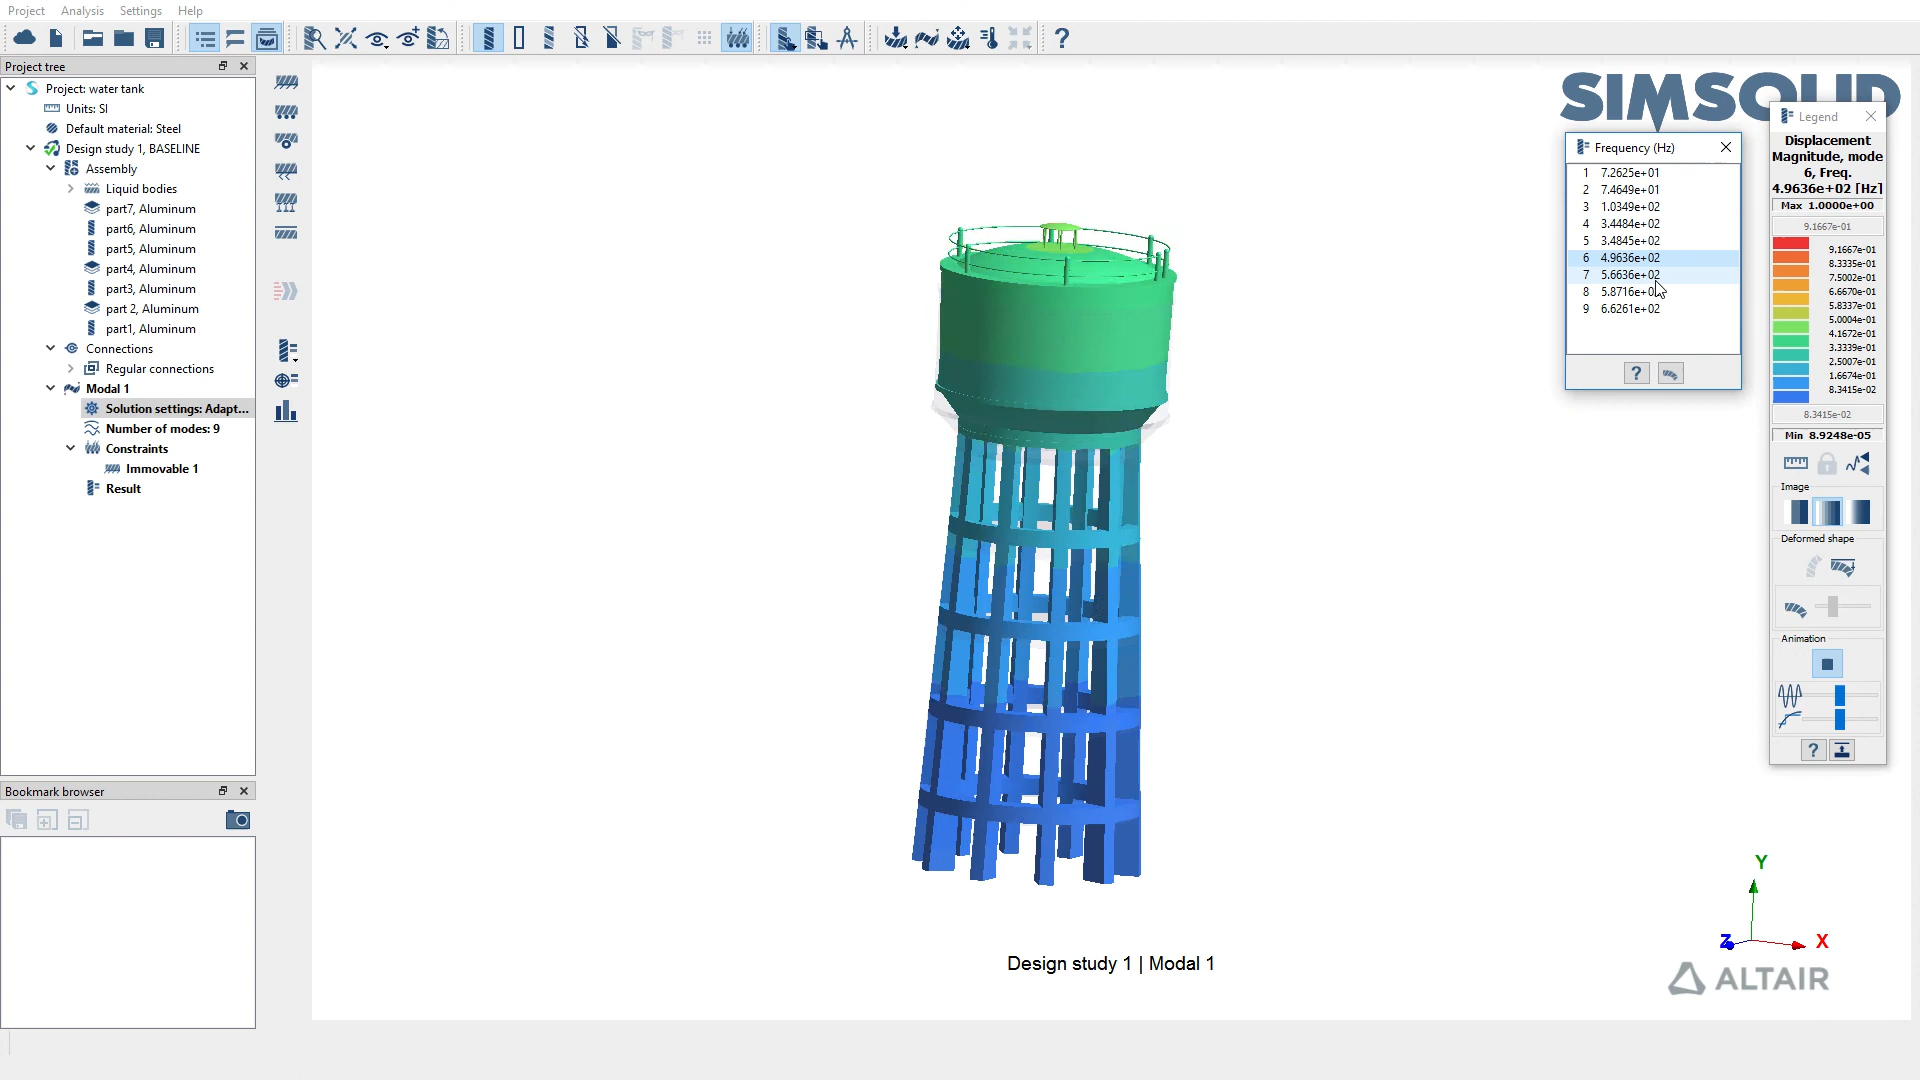 Project Analysis Settings Help
Project tree
Project: water tank
Units: SI
Default material: Steel
Design study 1, BASELINE
Assembly
Liquid bodies
part7, Aluminum
part6, Aluminum
part5, Aluminum
part4, Aluminum
part3, Aluminum
part 2, Aluminum
part1, Aluminum
Connections
Regular connections
Modal 1
Solution settings: Adapt...
Number of modes: 9
Constraints
Immovable 1
Result
Bookmark browser
SIMSOLID
Frequency (Hz)
1 7.2625e+01
2 7.4649e+01
3 1.0349e+02
4 3.4484e+02
5 3.4845e+02
6 4.9636e+02
7 5.6636e+02
8 5.8716e+0
9 6.6261e+02
Legend
Displacement
Magnitude, mode
6, Freq.
4.9636e+02 [Hz]
Max 1.0000e+00
9.1667e-01
9.1667e-01
8.3335e-01
7.5002e-01
6.6670e-01
5.8337e-01
5.0004e-01
4.1672e-01
3.3339e-01
2.5007e-01
1.6674e-01
8.3415e-02
8.3415e-02
Min 8.9248e-05
Image
Deformed shape
Animation
Y
Z
X
Design study 1 | Modal 1
ALTAIR